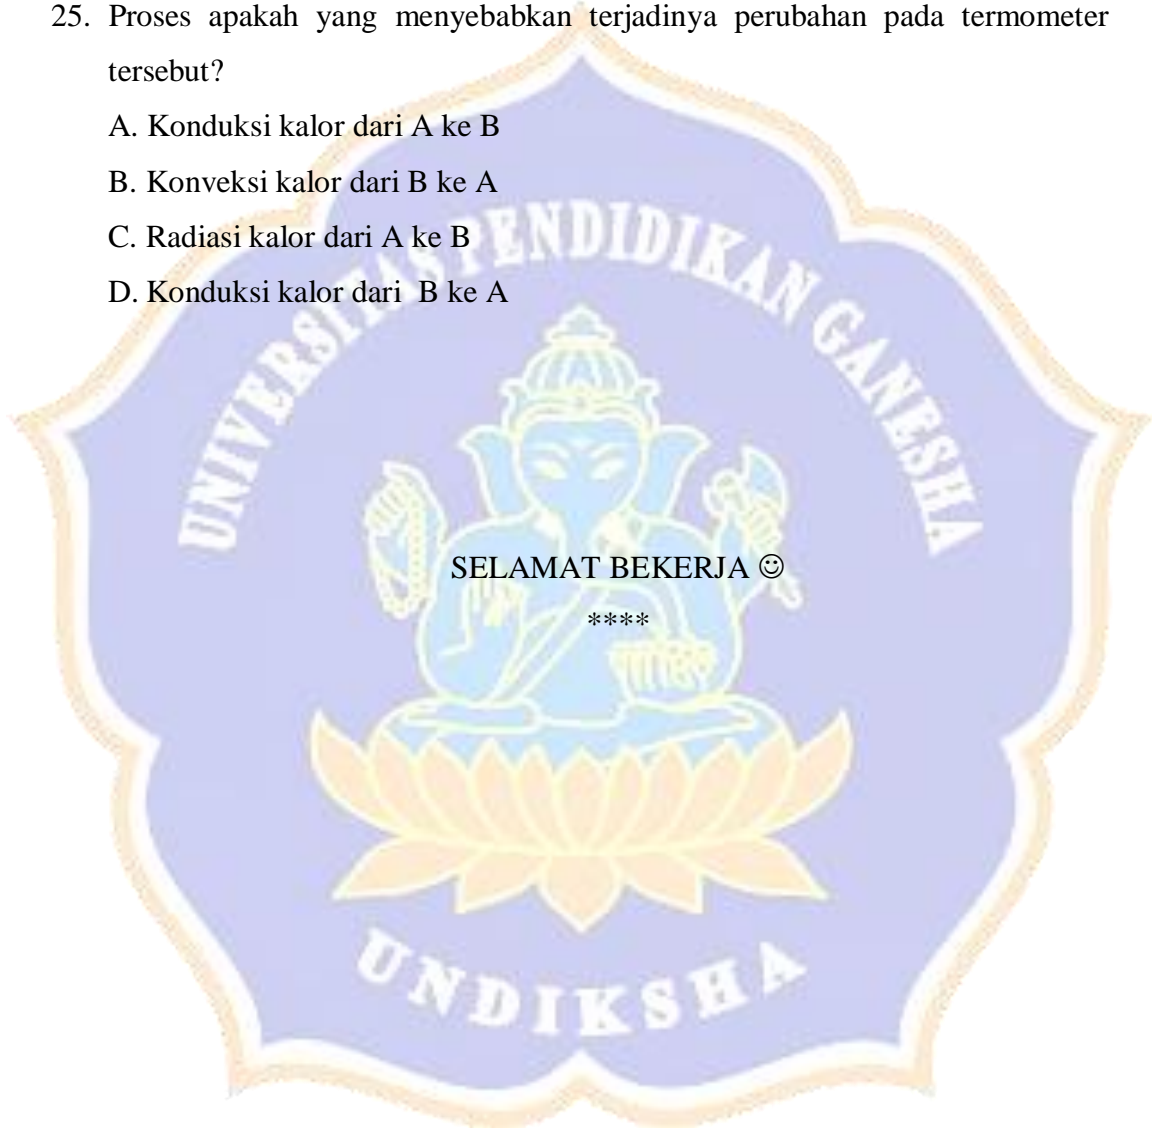 25. Proses apakah yang menyebabkan terjadinya perubahan pada termometer
tersebut?
A. Konduksi kalor dari A ke B
B. Konveksi kalor dari B ke A
C. Radiasi kalor dari A ke B
D. Konduksi kalor dari B ke A
UNIVERSITAS PENDIDIKAN GANESHA
SELAMAT BEKERJA ☺
****
UNDIKSHA